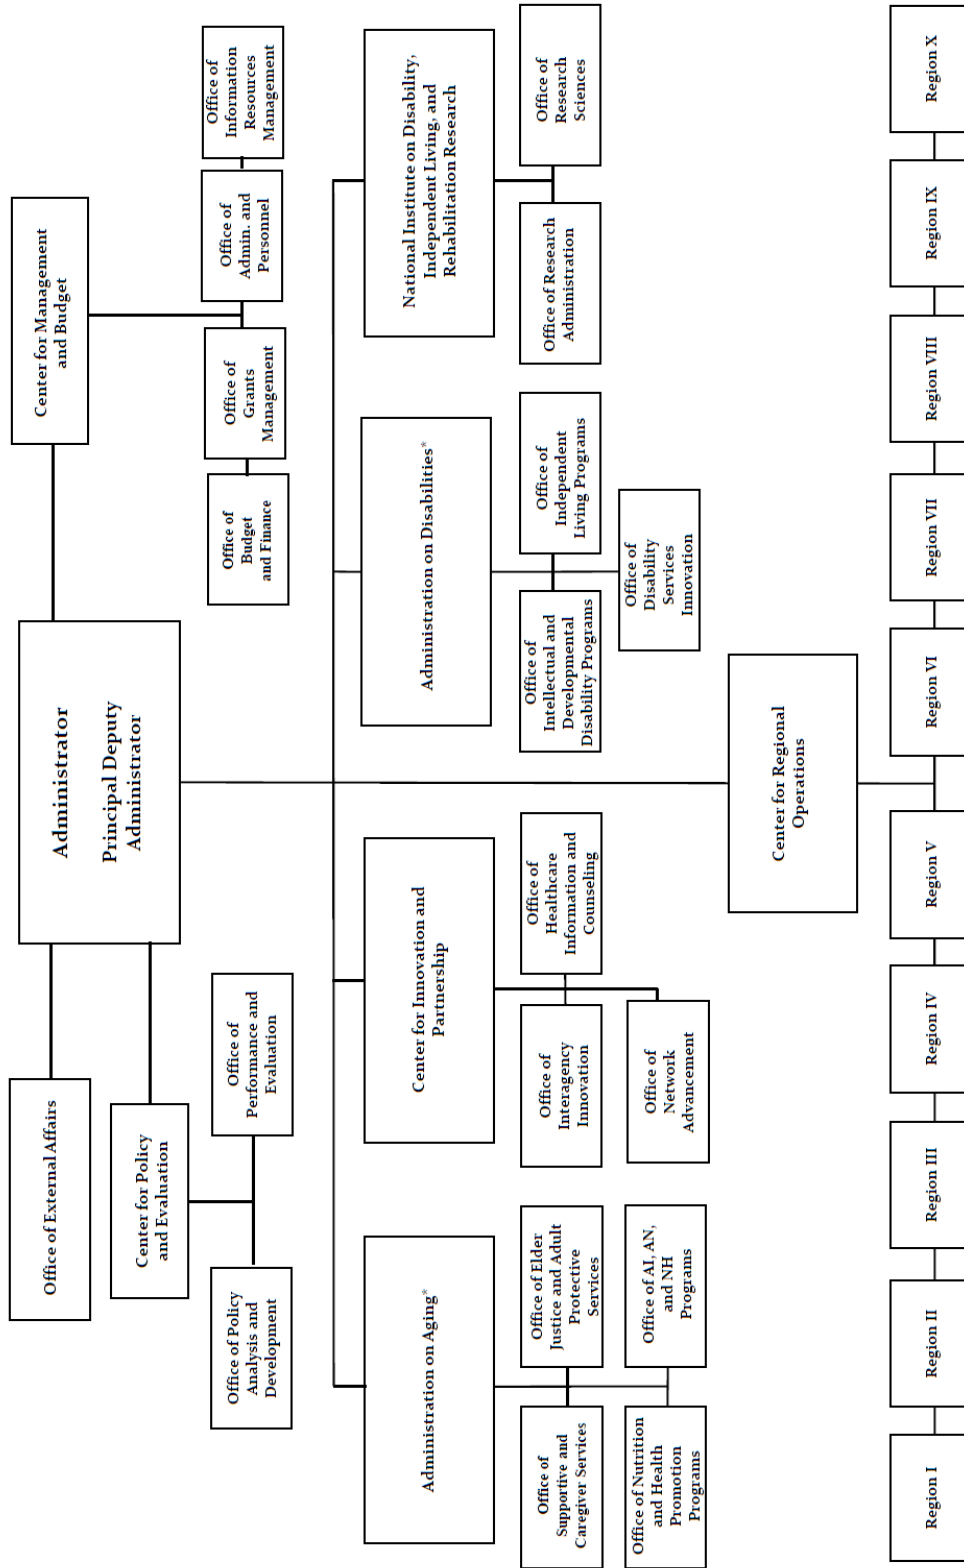 Administrator
Principal Deputy
Administrator
Office of External Affairs
Center for Management
and Budget
Center for Policy
and Evaluation
Office of Policy
Analysis and
Development
Office of
Performance and
Evaluation
Office of
Budget
and Finance
Office of
Grants
Management
Office of
Admin. and
Personnel
Office of
Information
Resources
Management
Administration on Aging*
Center for Innovation and
Partnership
Administration on Disabilities*
National Institute on Disability,
Independent Living, and
Rehabilitation Research
Office of
Supportive and
Caregiver Services
Office of Elder
Justice and Adult
Protective
Services
Office of Nutrition
and Health
Promotion
Programs
Office of AI, AN,
and NH
Programs
Office of
Interagency
Innovation
Office of
Healthcare
Information and
Counseling
Office of
Network
Advancement
Office of
Intellectual and
Developmental
Disability Programs
Office of
Independent
Living Programs
Office of
Disability
Services
Innovation
Office of Research
Administration
Office of
Research
Sciences
Center for Regional
Operations
Region I
Region II
Region III
Region IV
Region V
Region VI
Region VII
Region VIII
Region IX
Region X